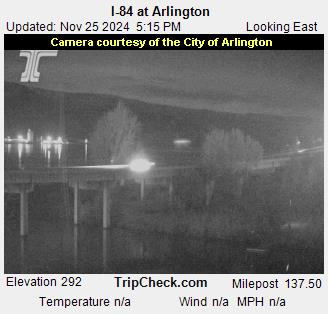 I-84 at Arlington
Updated: Nov 25 2024 5:15 PM Looking East
Camera courtesy of the City of Arlington
Elevation 292 TripCheck.com Milepost 137.50
Temperature n/a Wind n/a MPH n/a